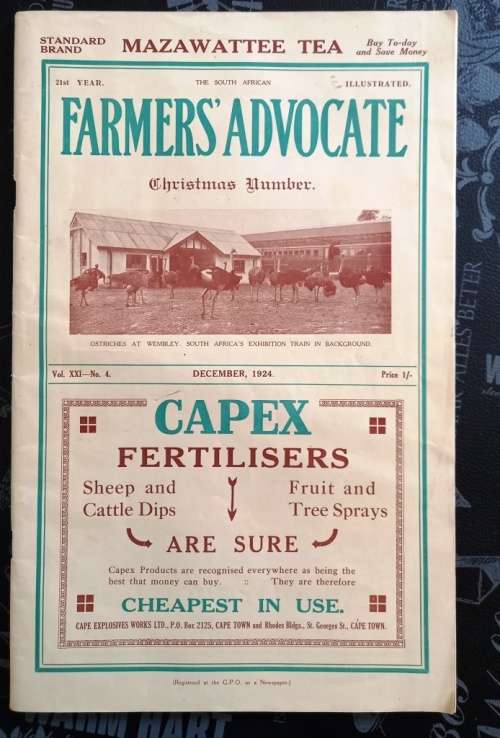 STANDARD BRAND
MAZAWATTEE TEA
Buy To-day and Save Money
21st YEAR.
THE SOUTH AFRICAN
ILLUSTRATED.
FARMERS' ADVOCATE
Christmas Number.
OSTRICHES AT WEMBLEY. SOUTH AFRICA'S EXHIBITION TRAIN IN BACKGROUND.
Vol. XXI—No. 4.
DECEMBER, 1924.
Price 1/-
CAPEX
FERTILISERS
Sheep and
Cattle Dips
Fruit and
Tree Sprays
ARE SURE
Capex Products are recognised everywhere as being the
best that money can buy. :: They are therefore
CHEAPEST IN USE.
CAPE EXPLOSIVES WORKS LTD., P.O. Box 2125, CAPE TOWN and Rhodes Bldgs., St. Georges St., CAPE TOWN.
(Registered at the G.P.O. as a Newspaper.)
ALLES BETER
WARM HART